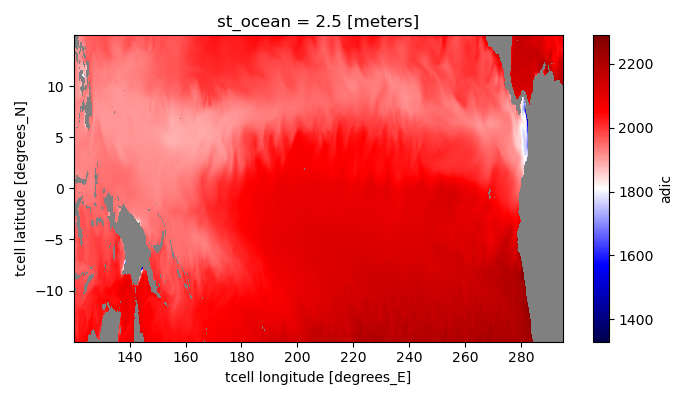 st_ocean = 2.5 [meters]
10
5
0
−5
−10
tcell latitude [degrees_N]
140 160 180 200 220 240 260 280
tcell longitude [degrees_E]
2200
2000
1800
1600
1400
adic